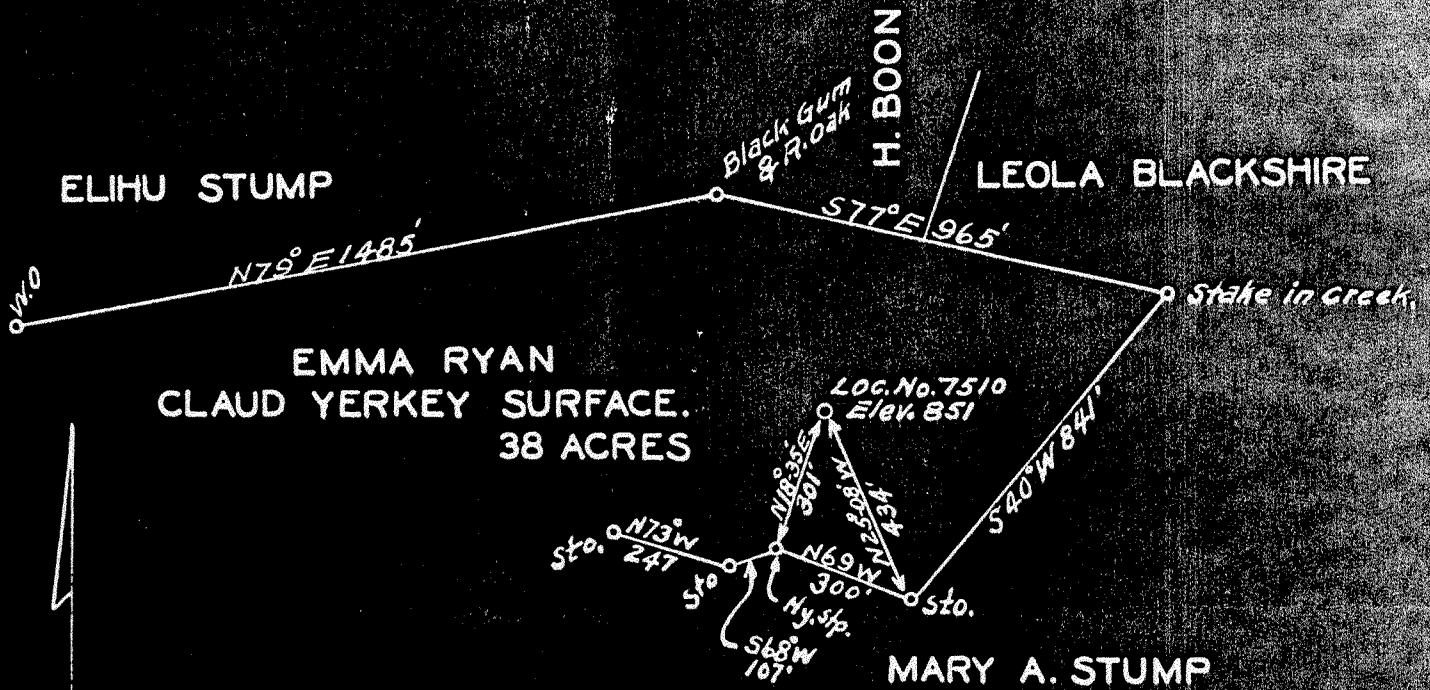 H. BOON
Black Gum
& R. Oak
ELIHU STUMP
LEOLA BLACKSHIRE
S77°E 965'
N79°E 1485'
W.O
Stake in Creek.
EMMA RYAN
CLAUD YERKEY SURFACE.
38 ACRES
Loc. No. 7510
Elev. 851
S40°W 841'
N18°35'E
301'
N25°08'W
434'
Sto.
N73°W
247
Sto
N69W
300'
Sto.
Hy. stp.
S68°W
107'
MARY A. STUMP